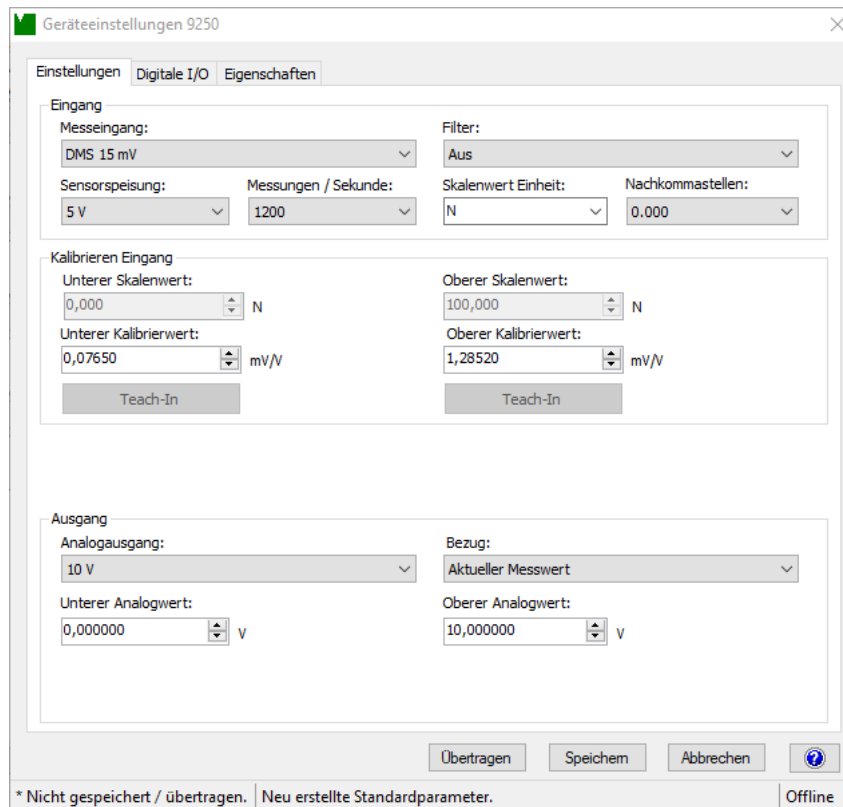 Geräteeinstellungen 9250
Einstellungen Digitale I/O Eigenschaften
Eingang
Messeingang: Filter:
DMS 15 mV Aus
Sensorspeisung: Messungen / Sekunde: Skalenwert Einheit: Nachkommastellen:
5 V 1200 N 0.000
Kalibrieren Eingang
Unterer Skalenwert: Oberer Skalenwert:
0,000 N 100,000 N
Unterer Kalibrierwert: Oberer Kalibrierwert:
0,07650 mV/V 1,28520 mV/V
Teach-In Teach-In
Ausgang
Analogausgang: Bezug:
10 V Aktueller Messwert
Unterer Analogwert: Oberer Analogwert:
0,000000 V 10,000000 V
Übertragen Speichern Abbrechen ?
* Nicht gespeichert / übertragen. Neu erstellte Standardparameter. Offline